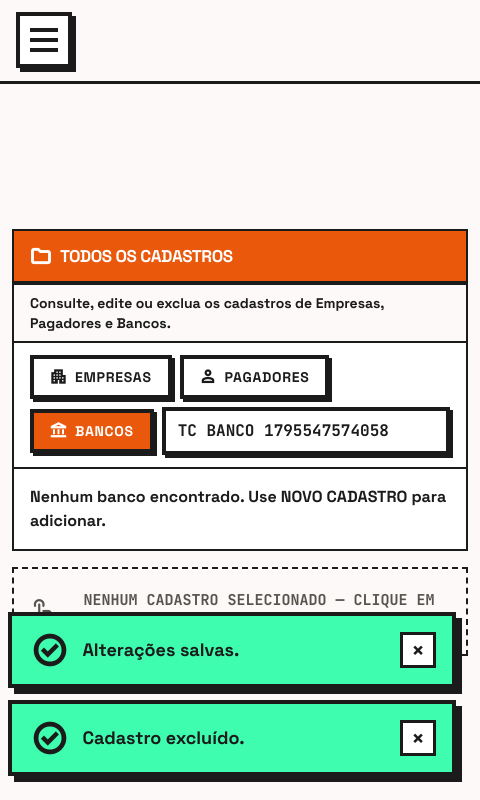 TODOS OS CADASTROS
Consulte, edite ou exclua os cadastros de Empresas,
Pagadores e Bancos.
EMPRESAS
PAGADORES
BANCOS
TC BANCO 1795547574058
Nenhum banco encontrado. Use NOVO CADASTRO para
adicionar.
NENHUM CADASTRO SELECIONADO — CLIQUE EM
Alterações salvas.
×
Cadastro excluído.
×